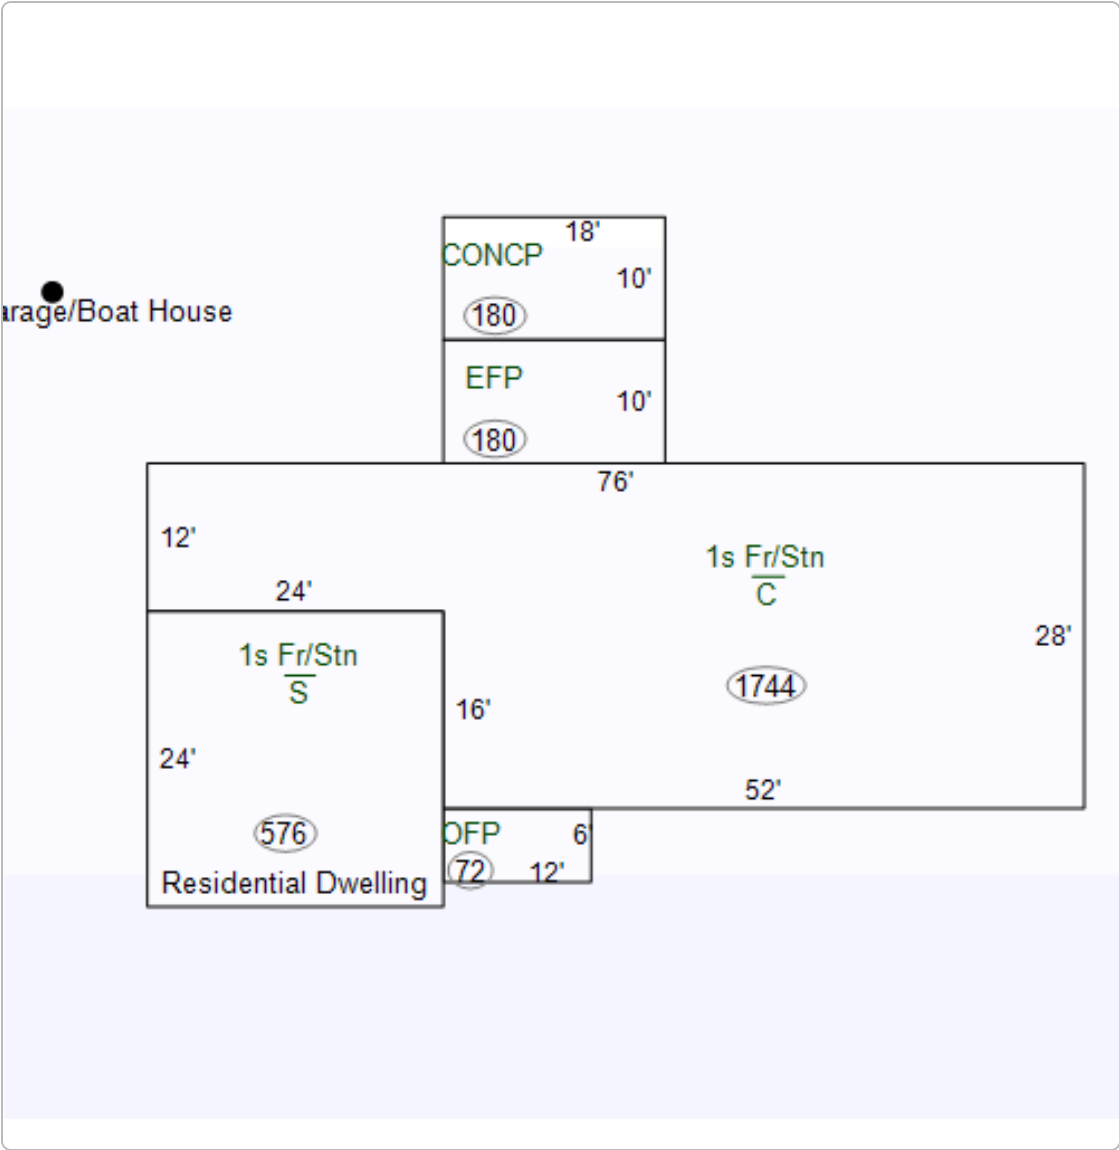 18'
CONCP
10'
180
arage/Boat House
EFP
10'
180
76'
12'
1s Fr/Stn
C
24'
28'
1s Fr/Stn
S
1744
16'
24'
52'
576
OFP
6'
72
12'
Residential Dwelling